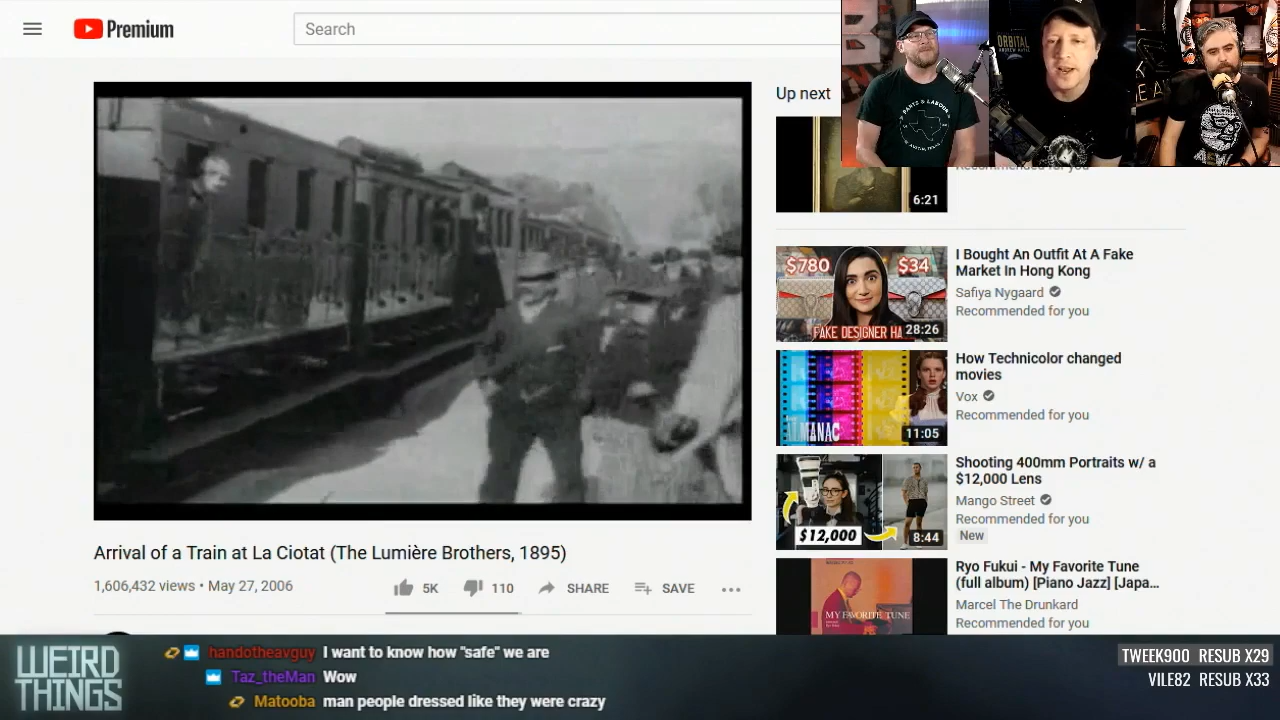 Premium
Search
Up next
ORBITAL
PARTS & LABOUR
AUSTIN, TEXAS
Recommended for you
6:21
I Bought An Outfit At A Fake
Market In Hong Kong
Safiya Nygaard
Recommended for you
$780
$34
FAKE DESIGNER HA
28:26
How Technicolor changed
movies
Vox
Recommended for you
ALMANAC
11:05
Shooting 400mm Portraits w/ a
$12,000 Lens
Mango Street
Recommended for you
New
$12,000
8:44
Ryo Fukui - My Favorite Tune
(full album) [Piano Jazz] [Japa...
Marcel The Drunkard
Recommended for you
MY FAVORITE TUNE
Arrival of a Train at La Ciotat (The Lumière Brothers, 1895)
1,606,432 views • May 27, 2006
5K
110
SHARE
SAVE
WEIRD
THINGS
handotheavguy I want to know how "safe" we are
Taz_theMan Wow
Matooba man people dressed like they were crazy
TWEEK900 RESUB X29
VILE82 RESUB X33